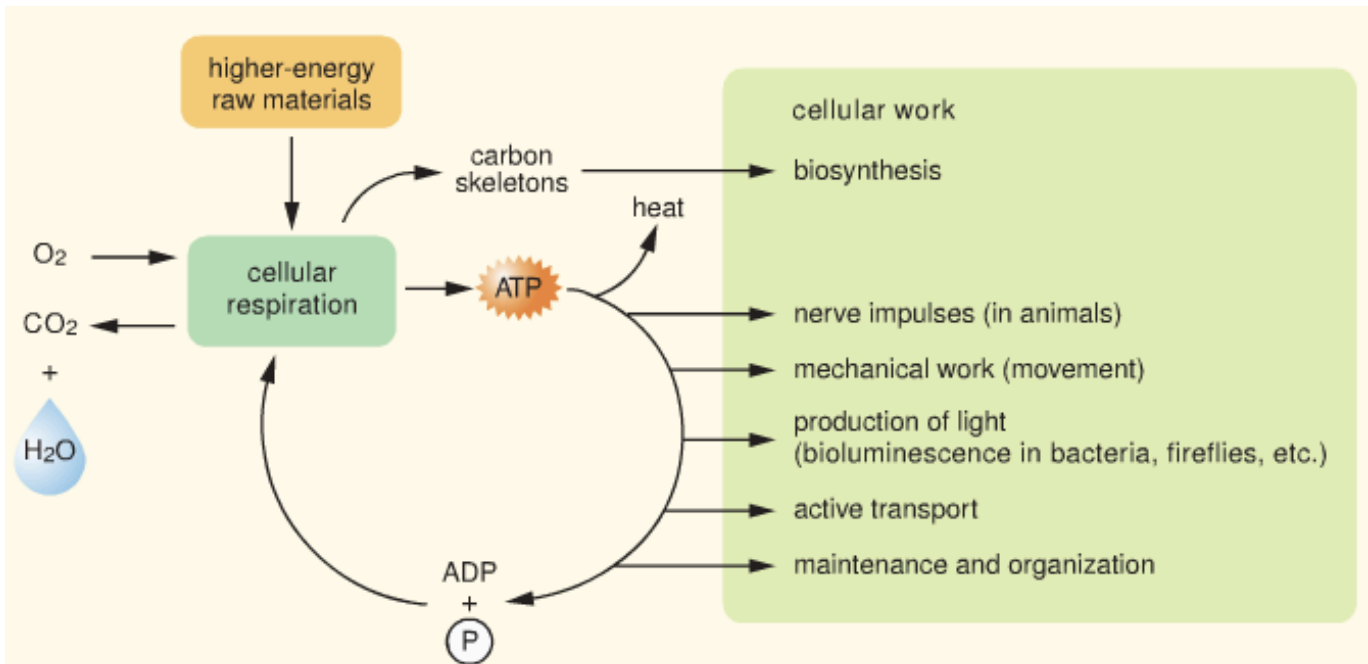 higher-energy
raw materials
cellular work
carbon
skeletons
biosynthesis
heat
O2
cellular
respiration
ATP
CO2
nerve impulses (in animals)
+
mechanical work (movement)
H2O
production of light
(bioluminescence in bacteria, fireflies, etc.)
active transport
ADP
maintenance and organization
+
P